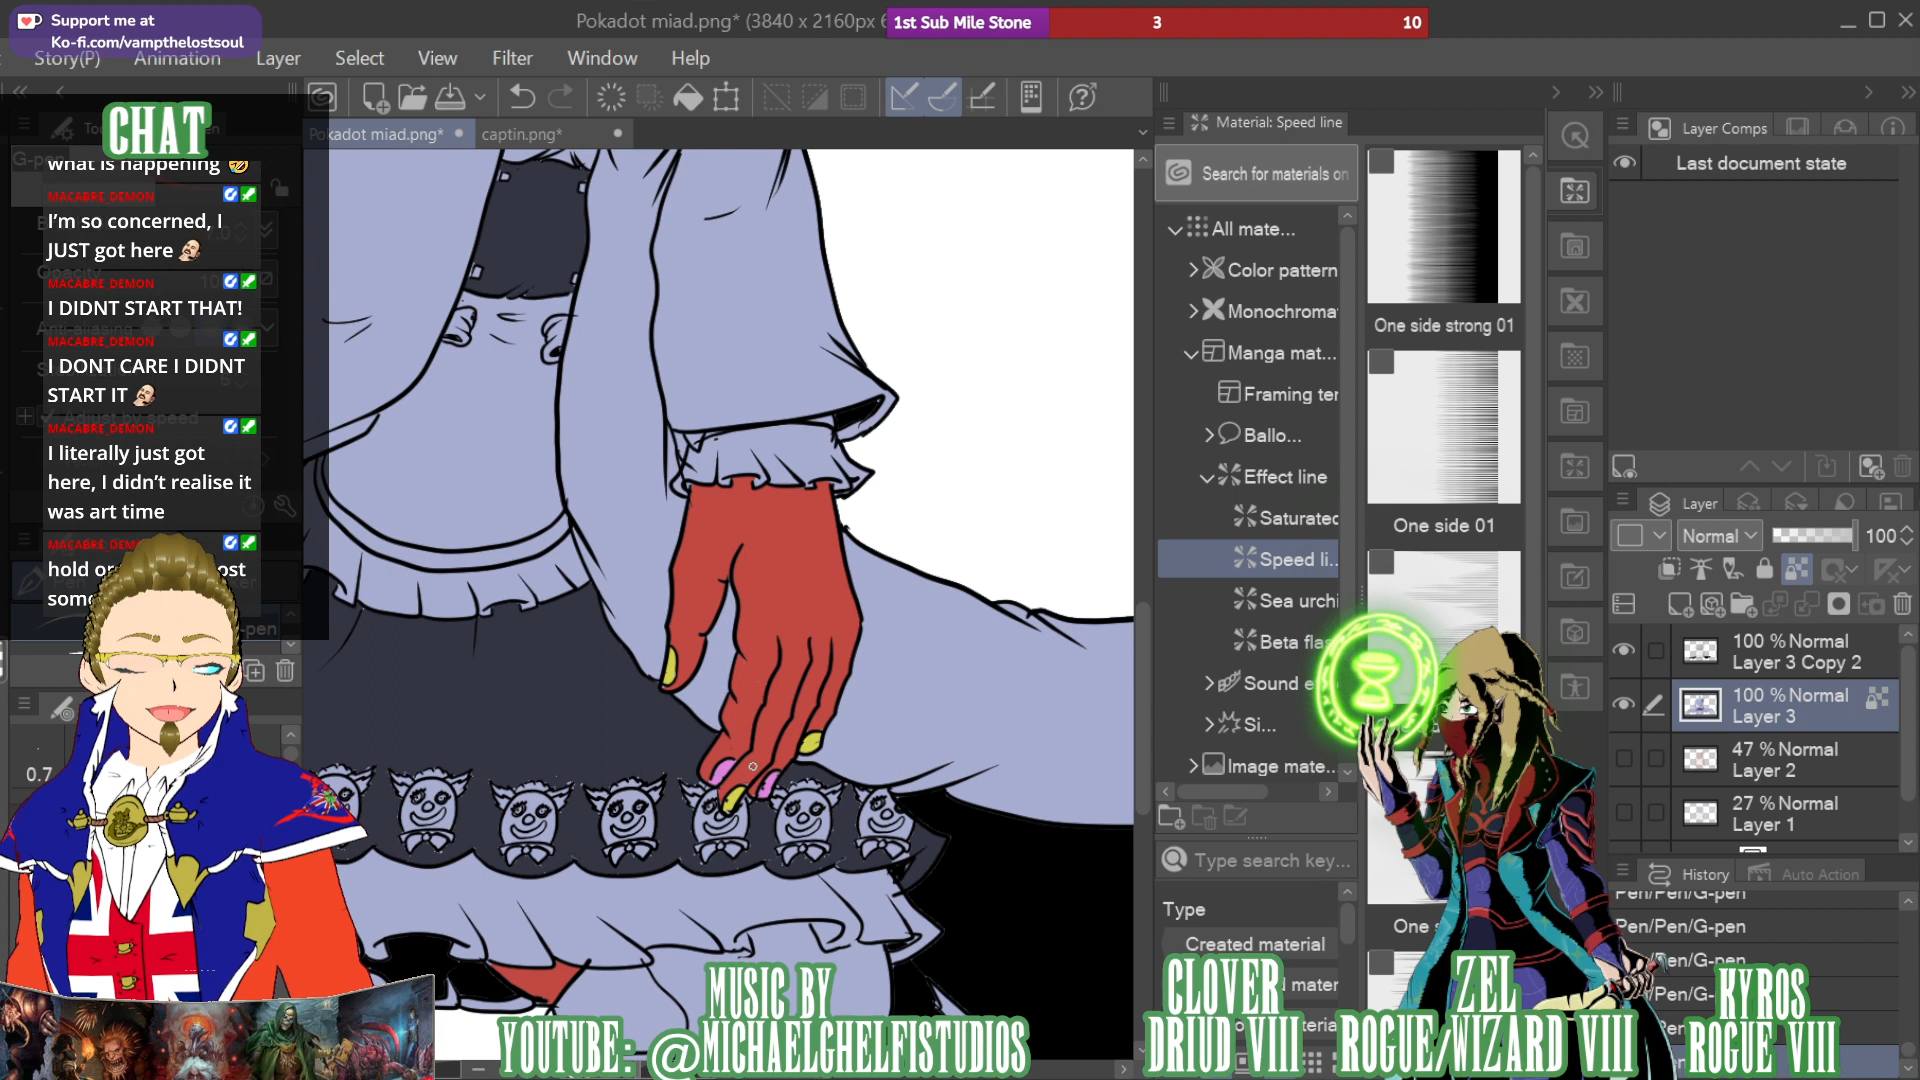 Support me at
Ko-fi.com/vampthelostsoul
Pokadot miad.png* (3840 x 2160px
1st Sub Mile Stone
3
10
Story(P)
Animation
Layer
Select
View
Filter
Window
Help
CHAT
Pokadot miad.png*
captin.png*
what is happening
MACABRE_DEMON
I'm so concerned, I
JUST got here
MACABRE_DEMON
I DIDNT START THAT!
MACABRE_DEMON
I DONT CARE I DIDNT
START IT
MACABRE_DEMON
I literally just got
here, I didn't realise it
was art time
0.7
Material: Speed line
Search for materials on
All mate...
Color pattern
Monochroma
Manga mat...
Framing ter
Ballo...
Effect line
Saturated
Speed li...
Sea urchi
Beta fla
Sound e
Si...
Image mate...
Type search key...
Type
Created material
One side strong 01
One side 01
Layer Comps
Last document state
Layer
Normal
100
100 % Normal
Layer 3 Copy 2
100 % Normal
Layer 3
47 % Normal
Layer 2
27 % Normal
Layer 1
History
Auto Action
Pen/Pen/G-pen
Pen/Pen/G-pen
MUSIC BY
YOUTUBE: @MICHAELGHELFISTUDIOS
CLOVER
DRIUD VIII
ZEL
ROGUE/WIZARD VIII
KYROS
ROGUE VIII